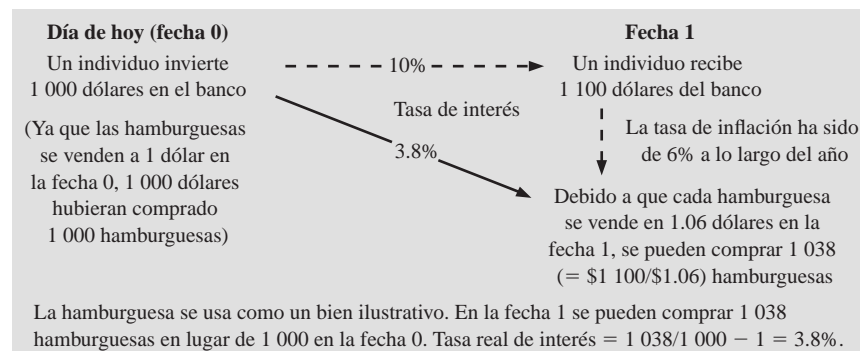 Día de hoy (fecha 0)
Un individuo invierte
1 000 dólares en el banco
(Ya que las hamburguesas
se venden a 1 dólar en
la fecha 0, 1 000 dólares
hubieran comprado
1 000 hamburguesas)
10%
Tasa de interés
3.8%
Fecha 1
Un individuo recibe
1 100 dólares del banco
La tasa de inflación ha sido
de 6% a lo largo del año
Debido a que cada hamburguesa
se vende en 1.06 dólares en la
fecha 1, se pueden comprar 1 038
(= $1 100/$1.06) hamburguesas
La hamburguesa se usa como un bien ilustrativo. En la fecha 1 se pueden comprar 1 038
hamburguesas en lugar de 1 000 en la fecha 0. Tasa real de interés = 1 038/1 000 − 1 = 3.8%.